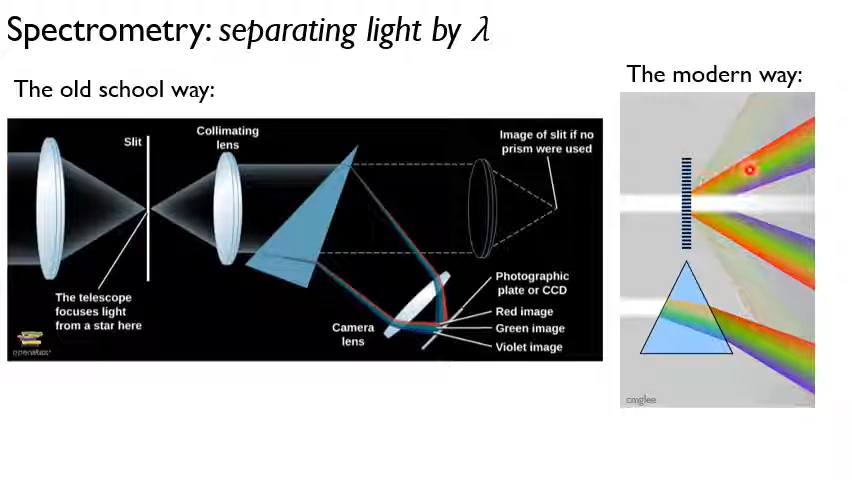 Spectrometry: separating light by λ
The old school way:
The modern way:
Slit
Collimating
lens
Image of slit if no
prism were used
The telescope
focuses light
from a star here
Camera
lens
Photographic
plate or CCD
Red image
Green image
Violet image
openstax
cmglee